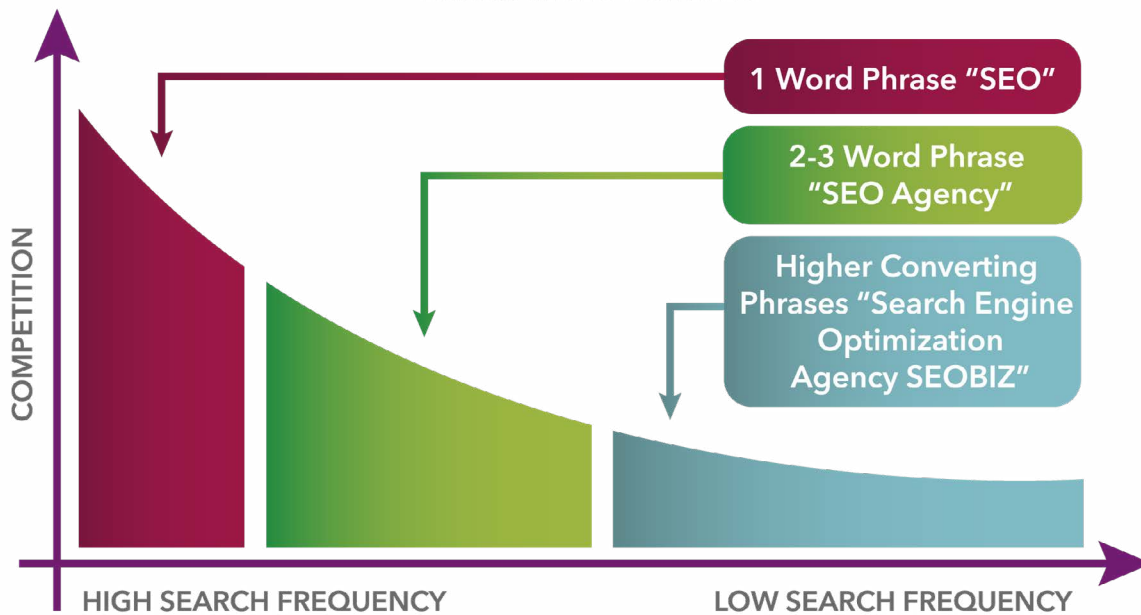 1 Word Phrase “SEO”
2-3 Word Phrase
“SEO Agency”
Higher Converting
Phrases “Search Engine
Optimization
Agency SEOBIZ”
COMPETITION
HIGH SEARCH FREQUENCY
LOW SEARCH FREQUENCY